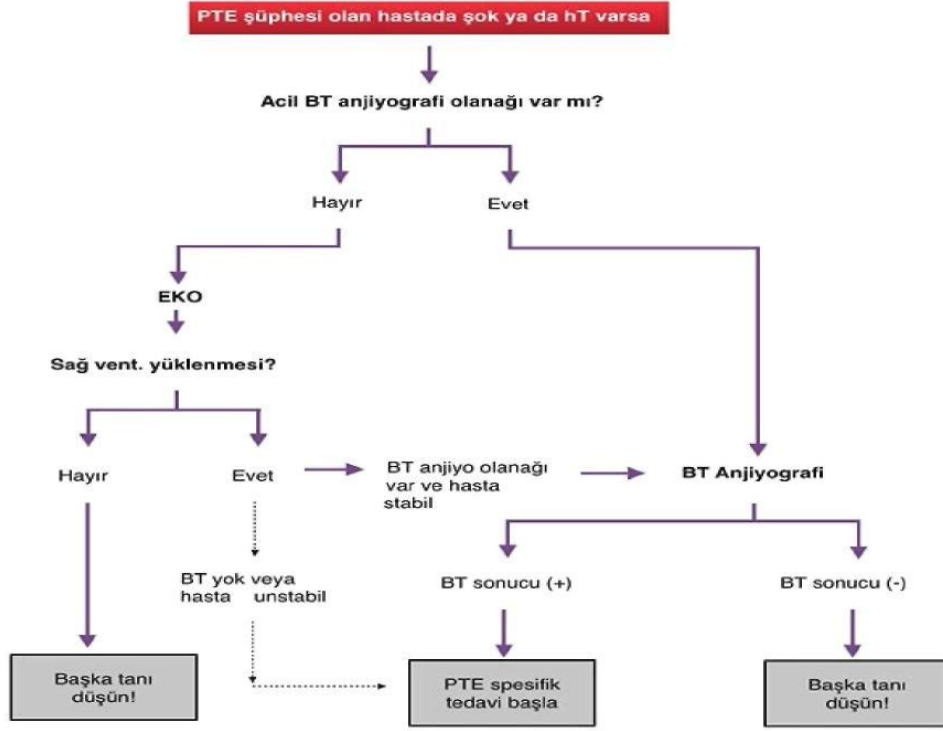 PTE şüphesi olan hastada şok ya da hT varsa
Acil BT anjiyografi olanağı var mı?
Hayır
Evet
EKO
Sağ vent. yüklenmesi?
Hayır
Evet
BT anjiyo olanağı
var ve hasta
stabil
BT Anjiyografi
BT yok veya
hasta unstabil
BT sonucu (+)
BT sonucu (-)
Başka tanı
düşün!
PTE spesifik
tedavi başla
Başka tanı
düşün!